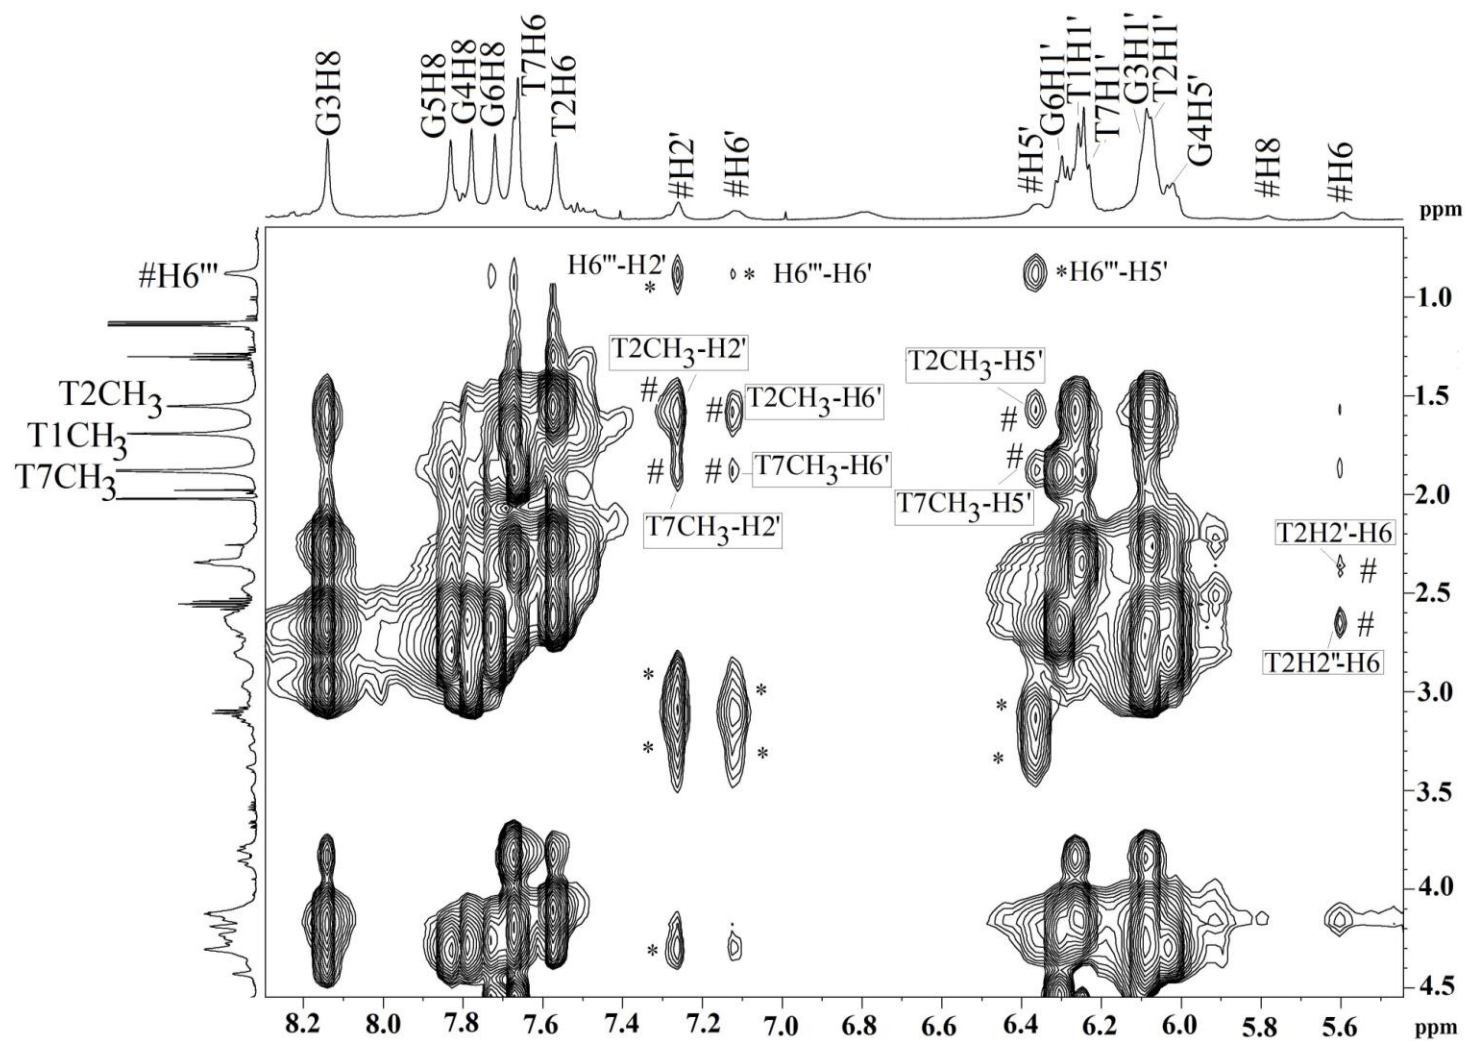 G3H8
G5H8
G4H8
G6H8
T7H6
T2H6
#H2'
#H6'
#H5'
G6H1'
T1H1'
T7H1'
G3H1'
T2H1'
G4H5'
#H8
#H6
ppm
#H6'''
H6'''-H2'
*
* H6'''-H6'
*H6'''-H5'
1.0
T2CH3-H2'
T2CH3-H5'
#
T2CH3
# T2CH3-H6'
#
1.5
T1CH3
#
T7CH3
# # T7CH3-H6'
T7CH3-H5'
2.0
T7CH3-H2'
T2H2'-H6
#
2.5
#
T2H2''-H6
* *
*
3.0
* *
*
3.5
4.0
*
4.5
8.2 8.0 7.8 7.6 7.4 7.2 7.0 6.8 6.6 6.4 6.2 6.0 5.8 5.6 ppm